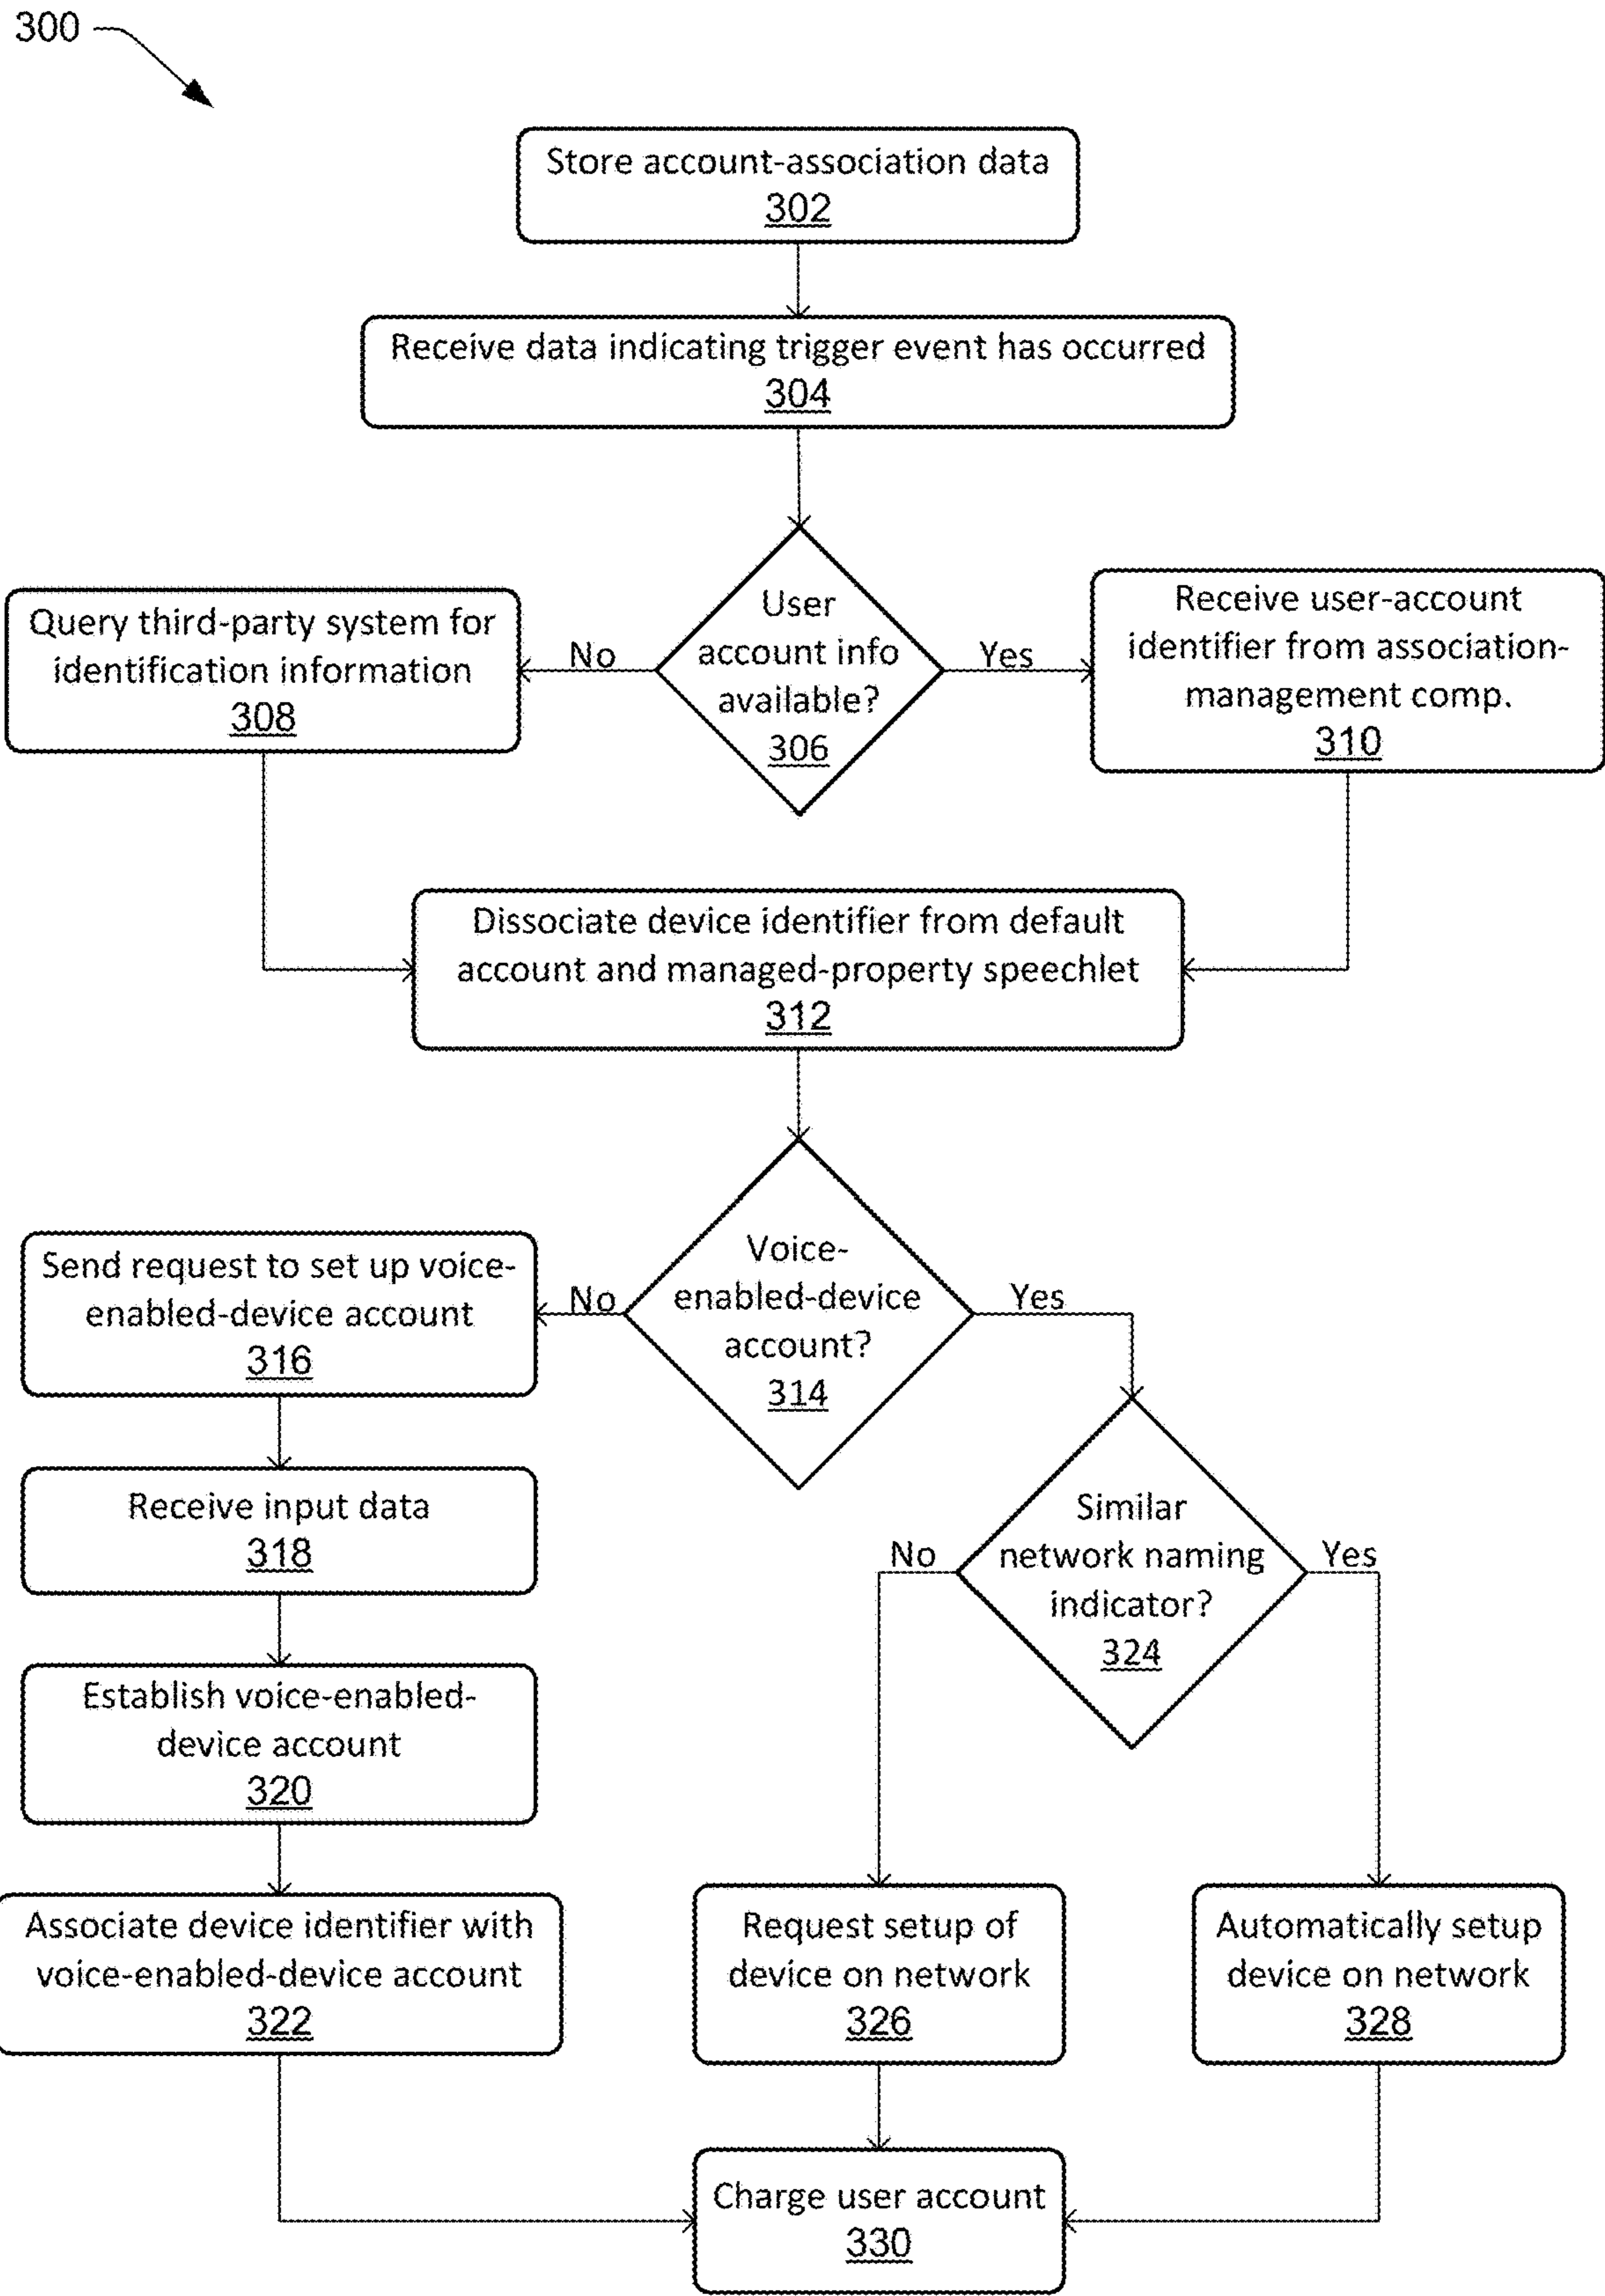 300
Store account-association data
302
Receive data indicating trigger event has occurred
304
User
account info
available?
306
No
Yes
Query third-party system for
identification information
308
Receive user-account
identifier from association-
management comp.
310
Dissociate device identifier from default
account and managed-property speechlet
312
Voice-
enabled-device
account?
314
No
Yes
Send request to set up voice-
enabled-device account
316
Receive input data
318
Establish voice-enabled-
device account
320
Associate device identifier with
voice-enabled-device account
322
Similar
network naming
indicator?
324
No
Yes
Request setup of
device on network
326
Automatically setup
device on network
328
Charge user account
330